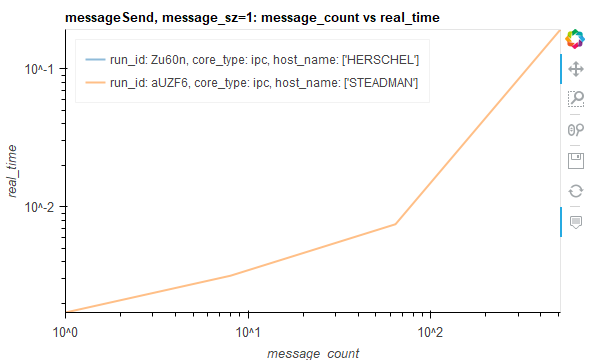 messageSend, message_sz=1: message_count vs real_time
run_id: Zu60n, core_type: ipc, host_name: ['HERSCHEL']
run_id: aUZF6, core_type: ipc, host_name: ['STEADMAN']
10^-1
10^-2
real_time
10^0 10^1 10^2
message_count